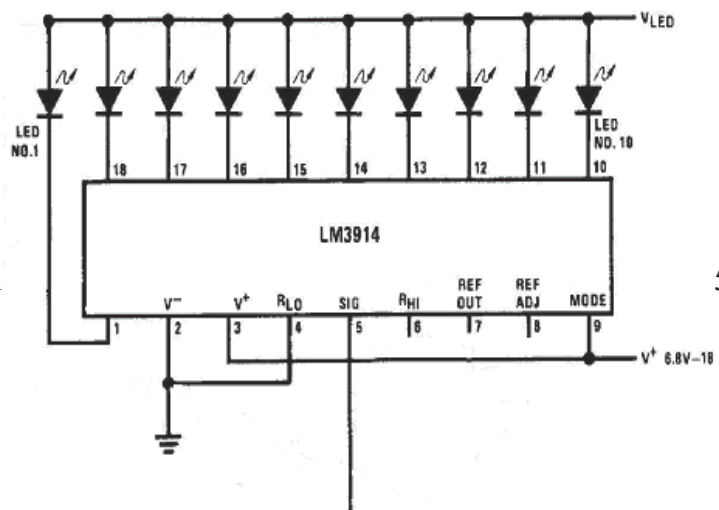 VLED
LED
NO.1
LED
NO. 10
18 17 16 15 14 13 12 11 10
LM3914
V− V+ RLO SIG RHI REF OUT REF ADJ MODE
1 2 3 4 5 6 7 8 9
V+ 6.8V–18